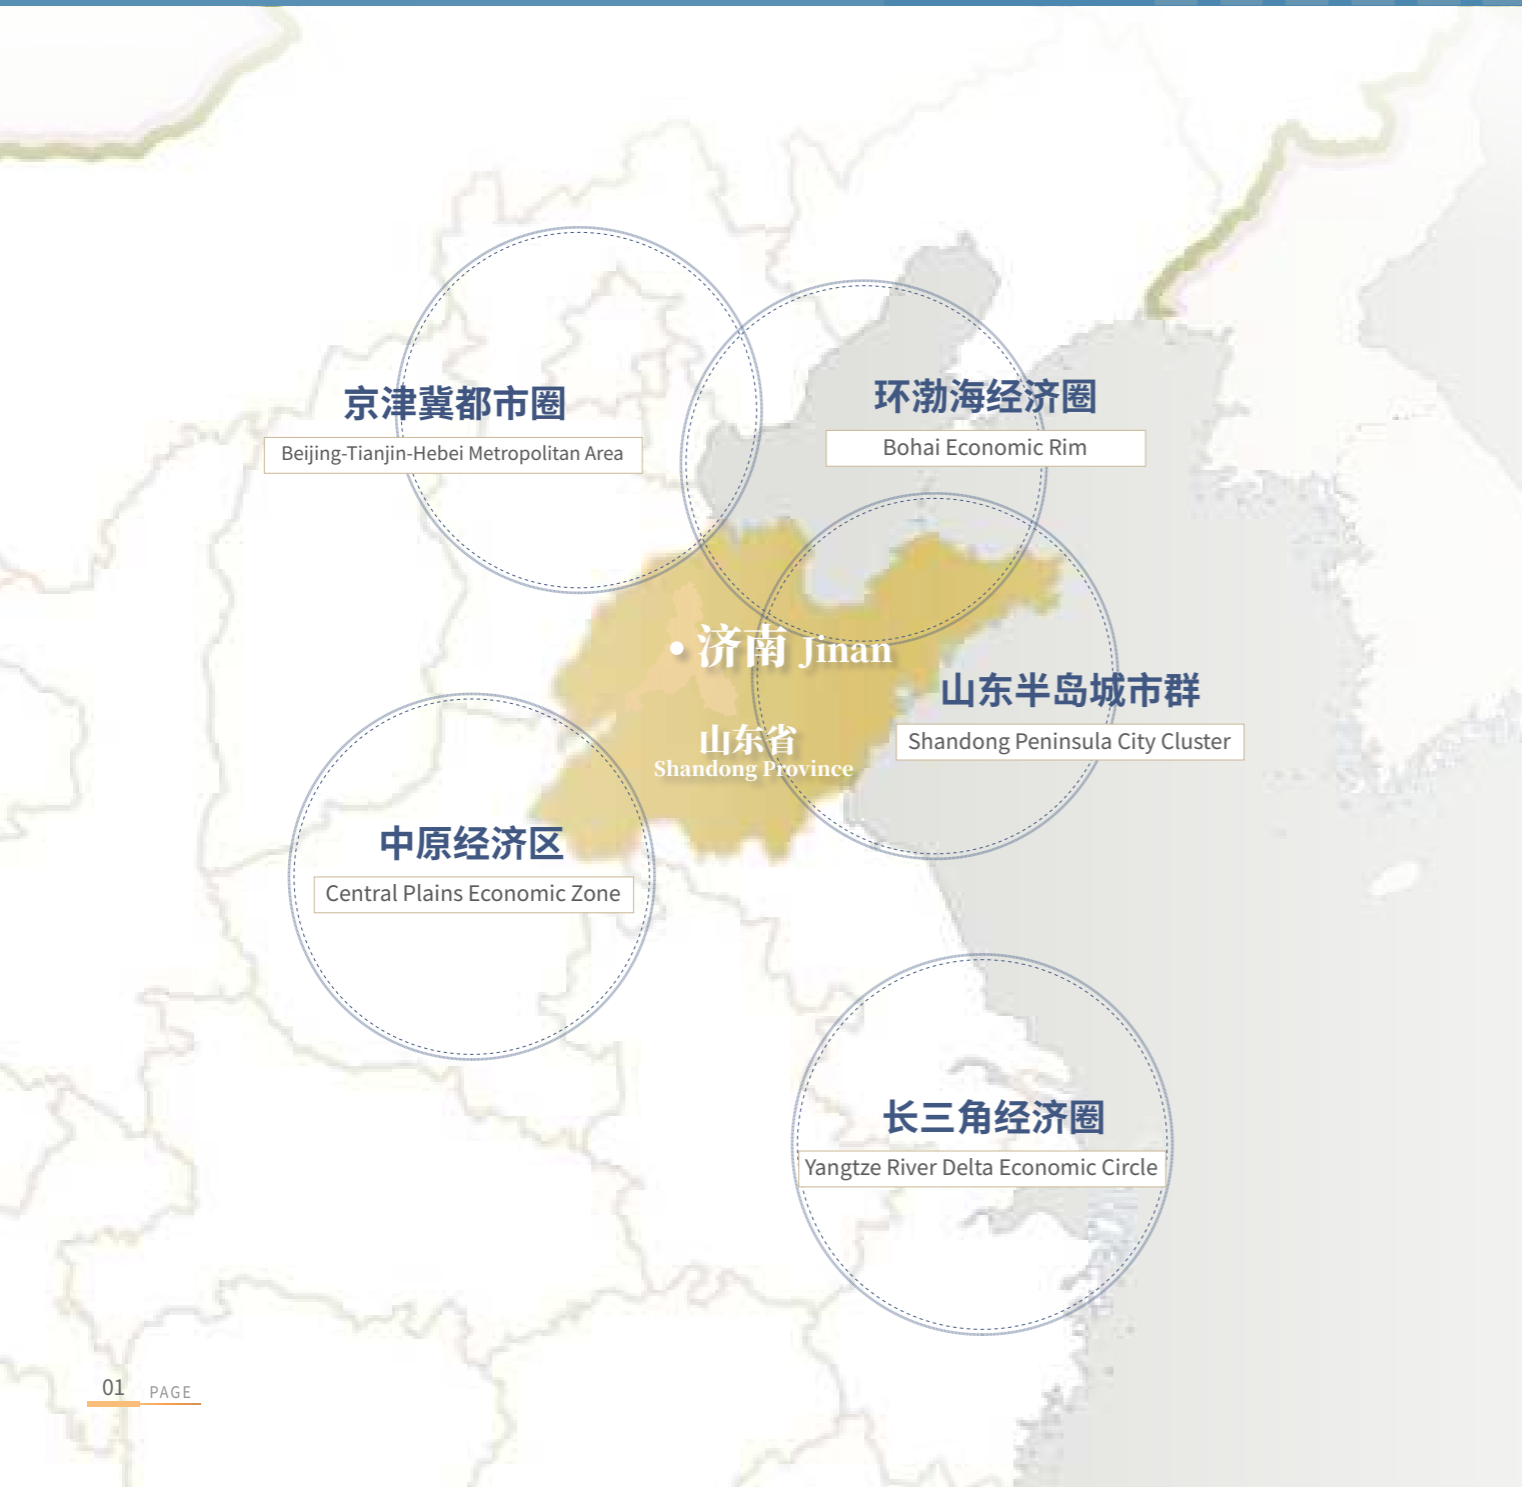 京津冀都市圈
Beijing-Tianjin-Hebei Metropolitan Area
环渤海经济圈
Bohai Economic Rim
• 济南 Jinan
山东省
Shandong Province
山东半岛城市群
Shandong Peninsula City Cluster
中原经济区
Central Plains Economic Zone
长三角经济圈
Yangtze River Delta Economic Circle
01 PAGE